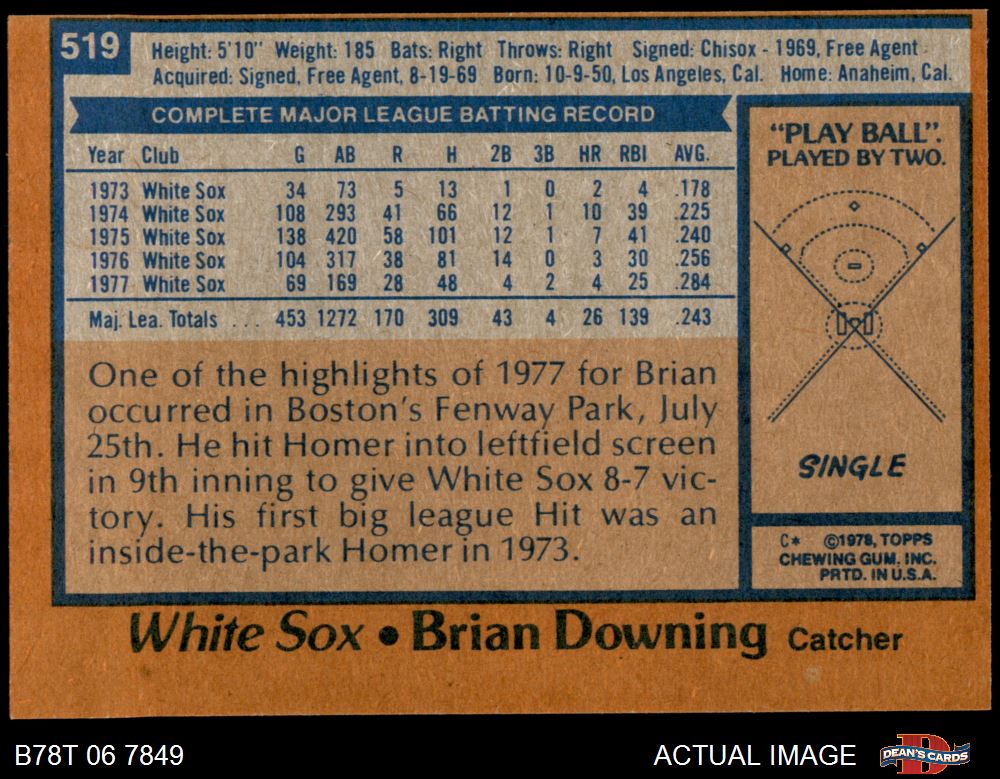 519
Height: 5'10" Weight: 185 Bats: Right Throws: Right Signed: Chisox - 1969, Free Agent
Acquired: Signed, Free Agent, 8-19-69 Born: 10-9-50, Los Angeles, Cal. Home: Anaheim, Cal.
COMPLETE MAJOR LEAGUE BATTING RECORD
Year Club G AB R H 2B 3B HR RBI AVG.
1973 White Sox 34 73 5 13 1 0 2 4 .178
1974 White Sox 108 293 41 66 12 1 10 39 .225
1975 White Sox 138 420 58 101 12 1 7 41 .240
1976 White Sox 104 317 38 81 14 0 3 30 .256
1977 White Sox 69 169 28 48 4 2 4 25 .284
Maj. Lea. Totals ... 453 1272 170 309 43 4 26 139 .243
One of the highlights of 1977 for Brian
occurred in Boston's Fenway Park, July
25th. He hit Homer into leftfield screen
in 9th inning to give White Sox 8-7 vic-
tory. His first big league Hit was an
inside-the-park Homer in 1973.
"PLAY BALL".
PLAYED BY TWO.
SINGLE
C* ©1978, TOPPS
CHEWING GUM. INC.
PRTD. IN U.S.A.
White Sox • Brian Downing Catcher
B78T 06 7849
ACTUAL IMAGE
D
DEAN'S CARDS